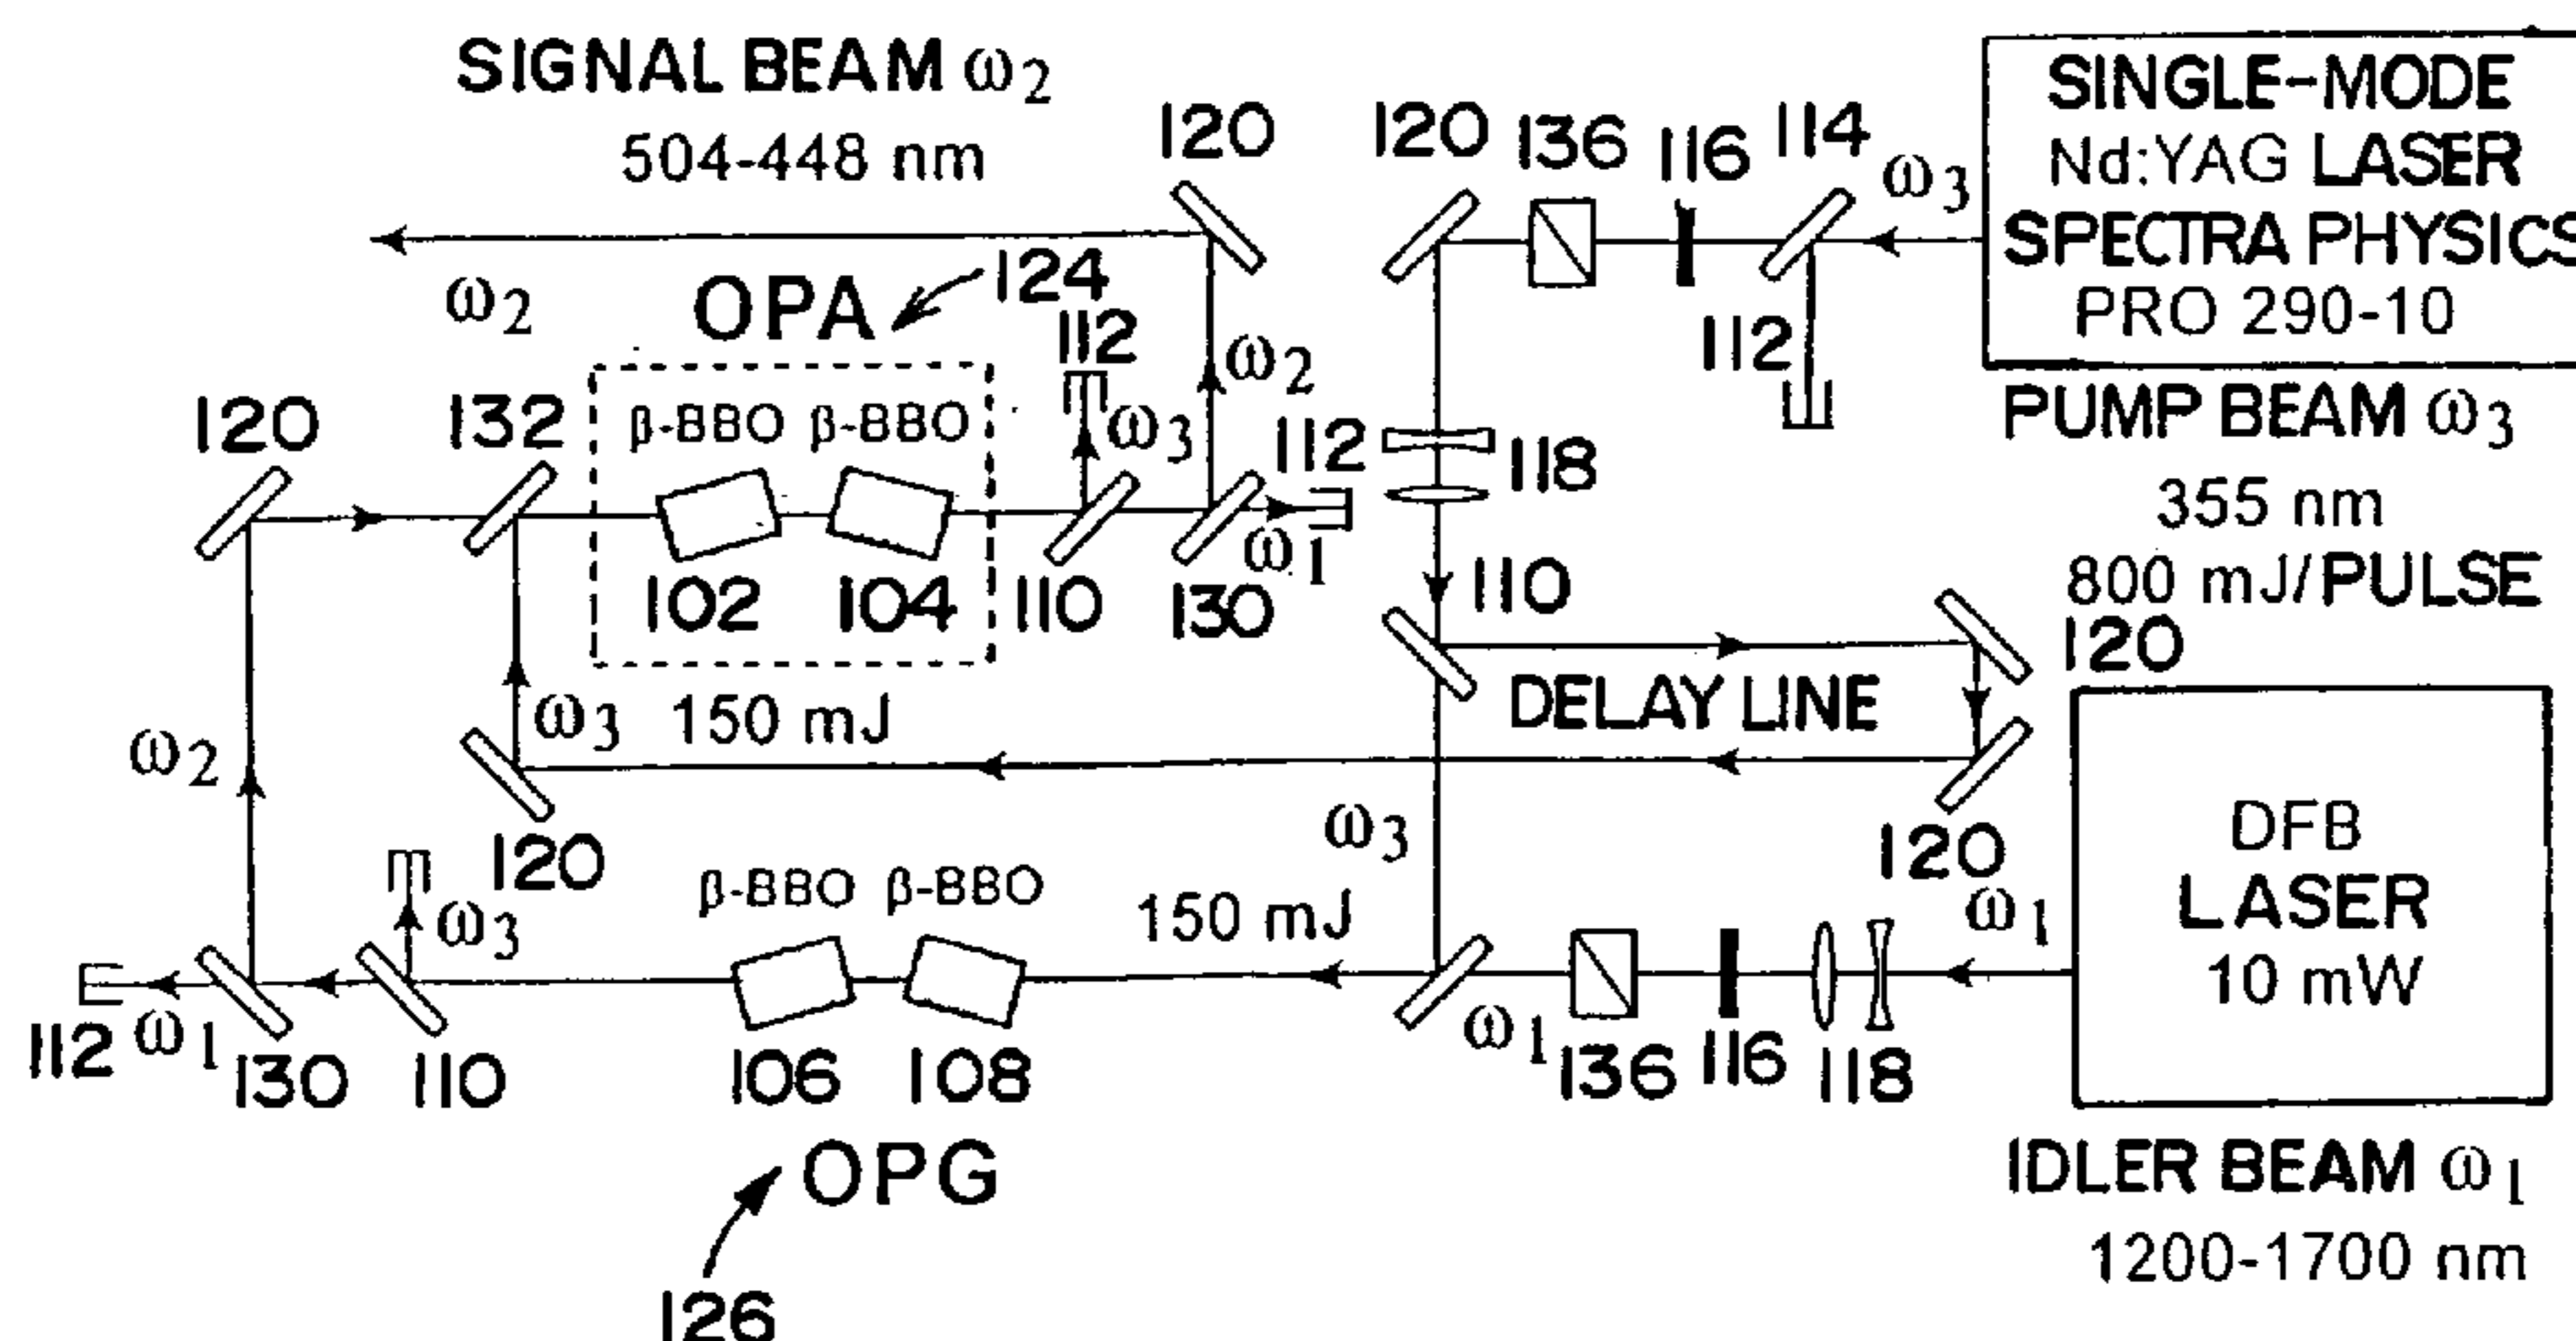 SIGNAL BEAM ω2
504-448 nm
120
120
136
116
114
ω3
SINGLE-MODE
Nd:YAG LASER
SPECTRA PHYSICS
PRO 290-10
ω2
OPA
124
112
ω2
112
PUMP BEAM ω3
355 nm
800 mJ/PULSE
120
132
β-BBO
β-BBO
ω3
112
118
102
104
110
130
ω1
110
120
ω2
ω3
150 mJ
DELAY LINE
120
ω3
120
DFB
LASER
10 mW
ω3
β-BBO
β-BBO
150 mJ
ω1
112
ω1
130
110
106
108
ω1
136
116
118
OPG
126
IDLER BEAM ω1
1200-1700 nm